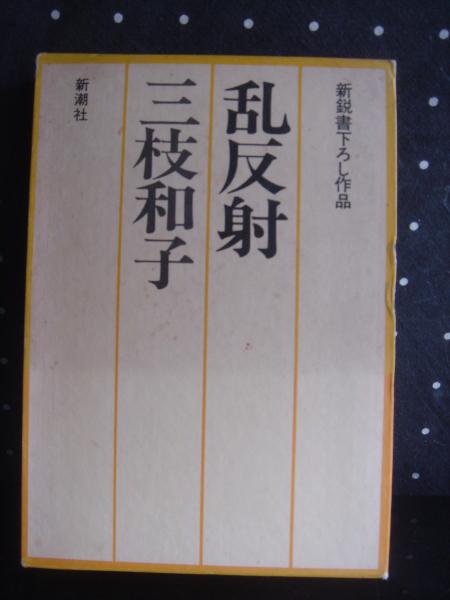 新鋭書下ろし作品
乱反射
三枝和子
新潮社